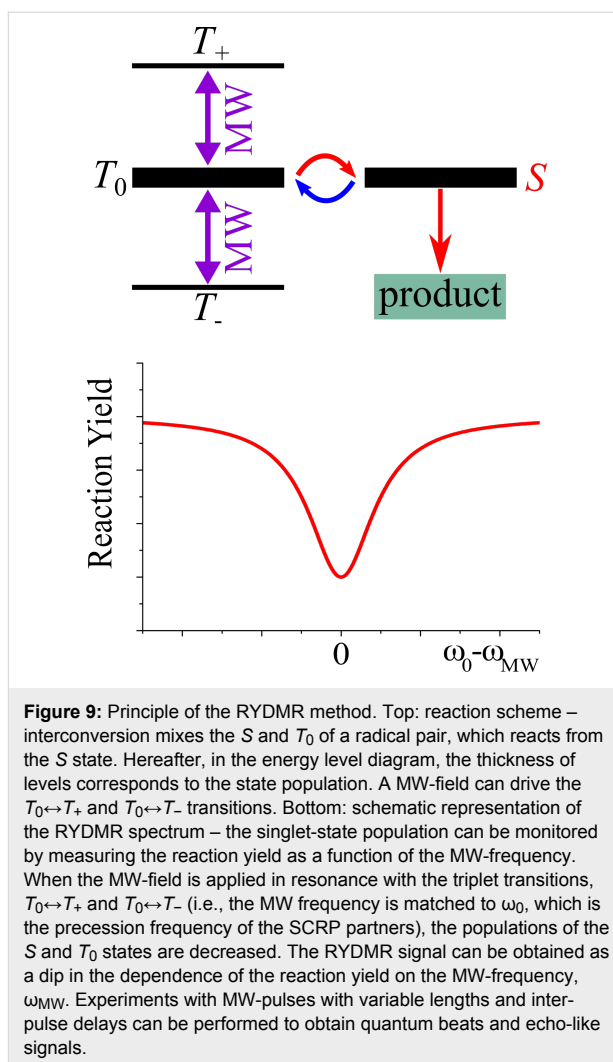 T+
MW
T0
S
MW
product
T-
Reaction Yield
0
ω0-ωMW
Figure 9: Principle of the RYDMR method. Top: reaction scheme –
interconversion mixes the S and T0 of a radical pair, which reacts from
the S state. Hereafter, in the energy level diagram, the thickness of
levels corresponds to the state population. A MW-field can drive the
T0↔T+ and T0↔T− transitions. Bottom: schematic representation of
the RYDMR spectrum – the singlet-state population can be monitored
by measuring the reaction yield as a function of the MW-frequency.
When the MW-field is applied in resonance with the triplet transitions,
T0↔T+ and T0↔T− (i.e., the MW frequency is matched to ω0, which is
the precession frequency of the SCRP partners), the populations of the
S and T0 states are decreased. The RYDMR signal can be obtained as
a dip in the dependence of the reaction yield on the MW-frequency,
ωMW. Experiments with MW-pulses with variable lengths and inter-
pulse delays can be performed to obtain quantum beats and echo-like
signals.